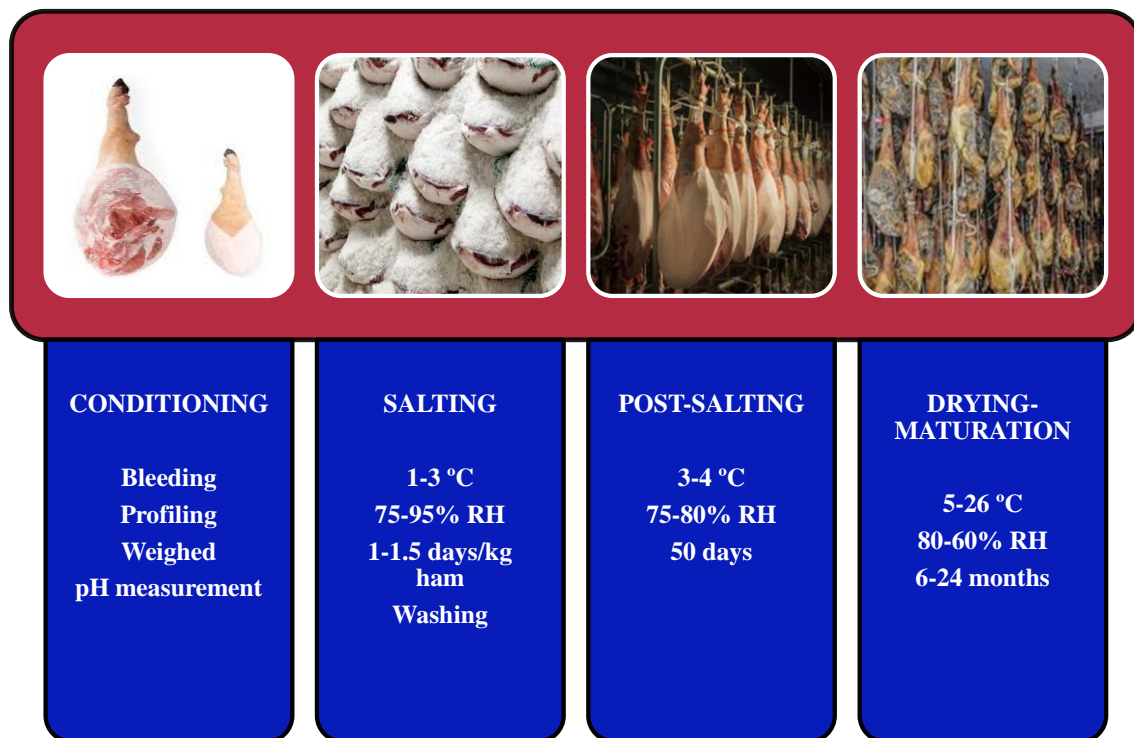 CONDITIONING
Bleeding
Profiling
Weighed
pH measurement
SALTING
1-3 ºC
75-95% RH
1-1.5 days/kg
ham
Washing
POST-SALTING
3-4 ºC
75-80% RH
50 days
DRYING-
MATURATION
5-26 ºC
80-60% RH
6-24 months